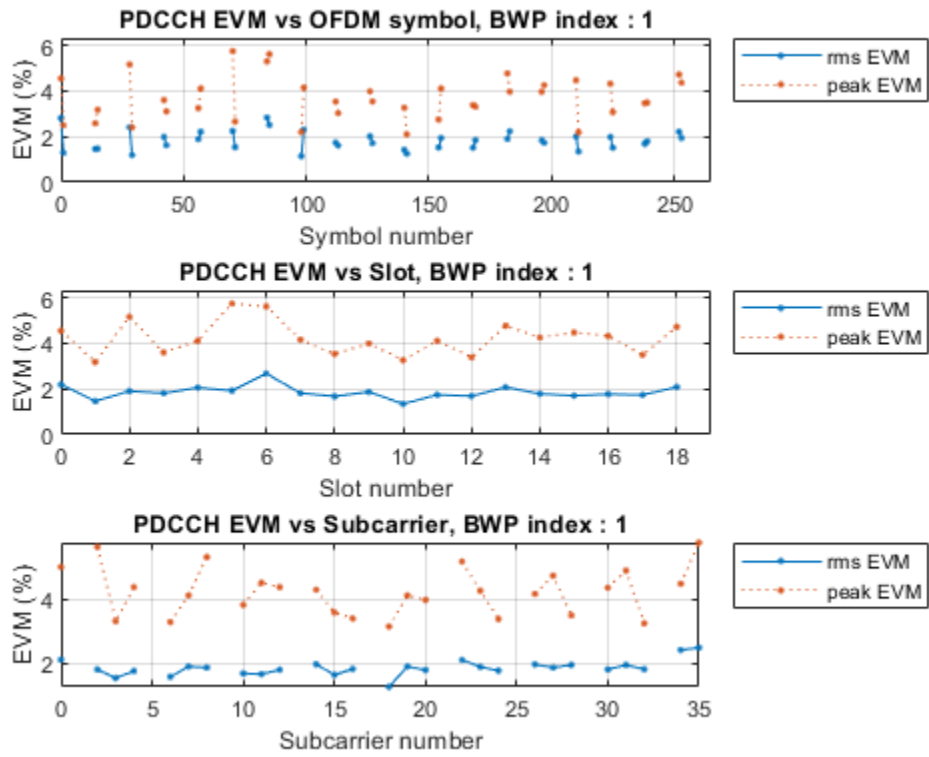 PDCCH EVM vs OFDM symbol, BWP index : 1
EVM (%)
6
4
2
0
0 50 100 150 200 250
Symbol number
rms EVM
peak EVM
PDCCH EVM vs Slot, BWP index : 1
EVM (%)
6
4
2
0
0 2 4 6 8 10 12 14 16 18
Slot number
rms EVM
peak EVM
PDCCH EVM vs Subcarrier, BWP index : 1
EVM (%)
4
2
0 5 10 15 20 25 30 35
Subcarrier number
rms EVM
peak EVM